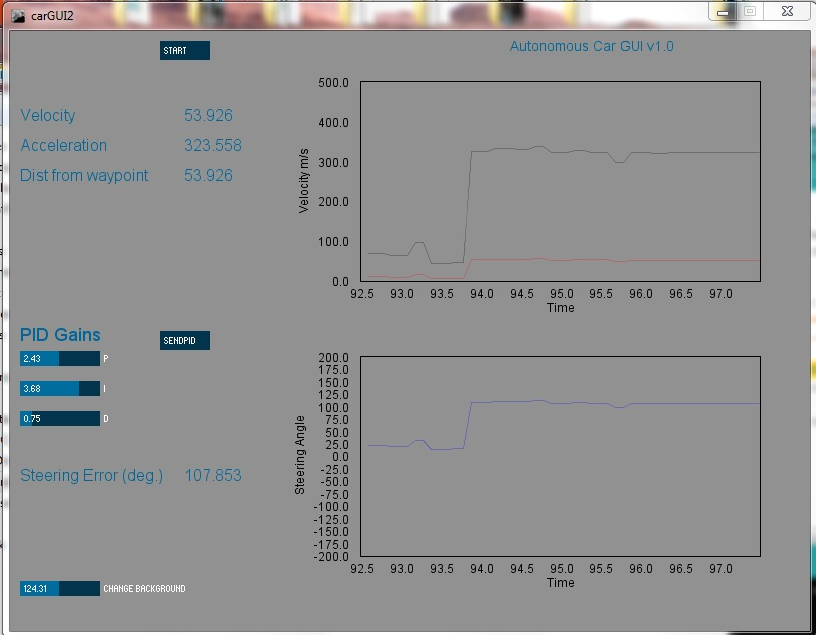 carGUI2
START
Autonomous Car GUI v1.0
Velocity 53.926
Acceleration 323.558
Dist from waypoint 53.926
500.0
400.0
300.0
200.0
100.0
0.0
Velocity m/s
92.5 93.0 93.5 94.0 94.5 95.0 95.5 96.0 96.5 97.0
Time
PID Gains
SENDPID
2.43 P
3.68 I
0.75 D
Steering Error (deg.) 107.853
200.0
175.0
150.0
125.0
100.0
75.0
50.0
25.0
0.0
-25.0
-50.0
-75.0
-100.0
-125.0
-150.0
-175.0
-200.0
Steering Angle
92.5 93.0 93.5 94.0 94.5 95.0 95.5 96.0 96.5 97.0
Time
124.31 CHANGE BACKGROUND